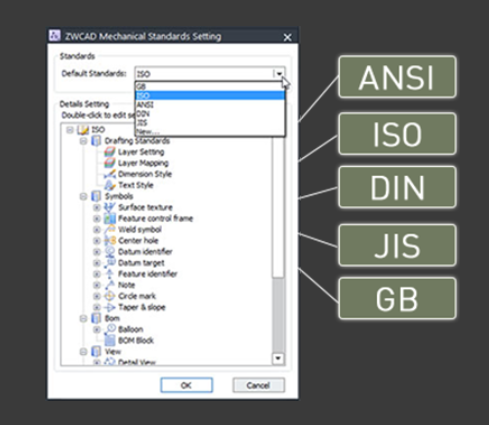 ZWCAD Mechanical Standards Setting
Standards
Default Standards: ISO
GB
ISO
ANSI
DIN
JIS
New...
Details Setting
Double-click to edit se
ISO
Drafting Standards
Layer Setting
Layer Mapping
Dimension Style
Text Style
Symbols
Surface texture
Feature control frame
Weld symbol
Center hole
Datum identifier
Datum target
Feature identifier
Note
Circle mark
Taper & slope
Bom
Balloon
BOM Block
View
Detail View
OK Cancel
ANSI
ISO
DIN
JIS
GB